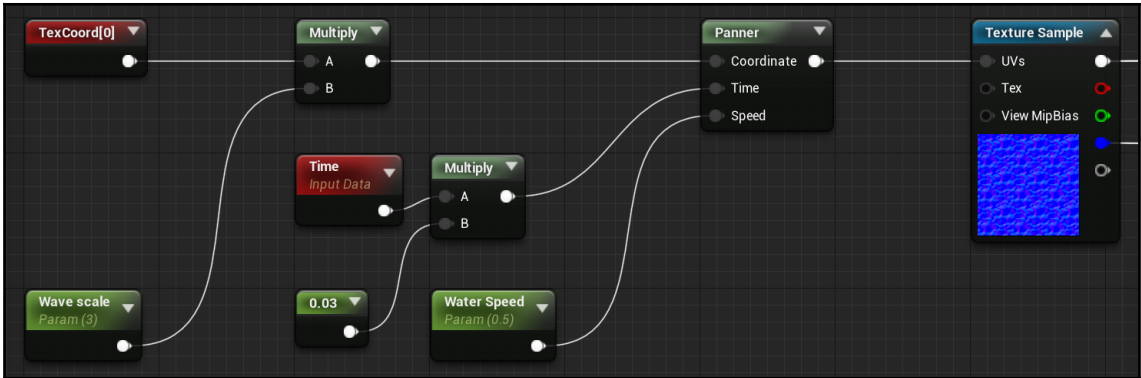 TexCoord[0]
Multiply
A
B
Panner
Coordinate
Time
Speed
Texture Sample
UVs
Tex
View MipBias
Time
Input Data
Multiply
A
B
Wave scale
Param (3)
0.03
Water Speed
Param (0.5)